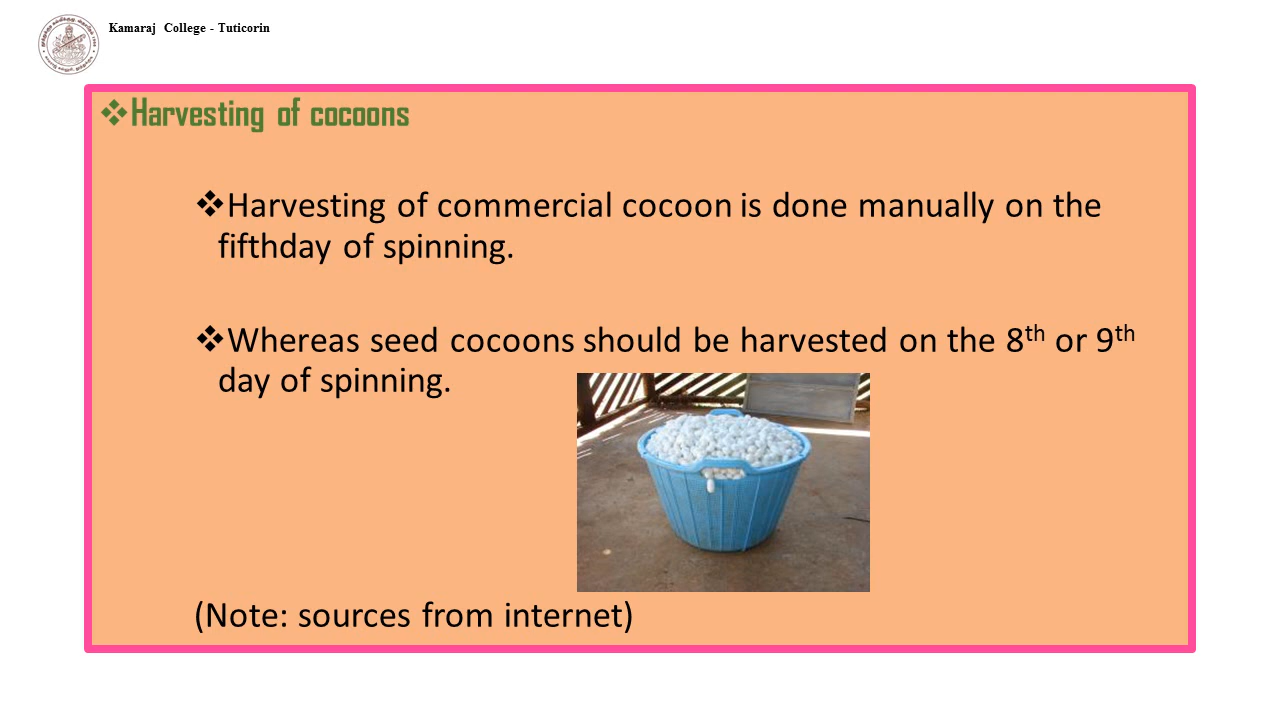 Kamaraj College - Tuticorin
❖Harvesting of cocoons
❖Harvesting of commercial cocoon is done manually on the
fifthday of spinning.
❖Whereas seed cocoons should be harvested on the 8th or 9th
day of spinning.
(Note: sources from internet)